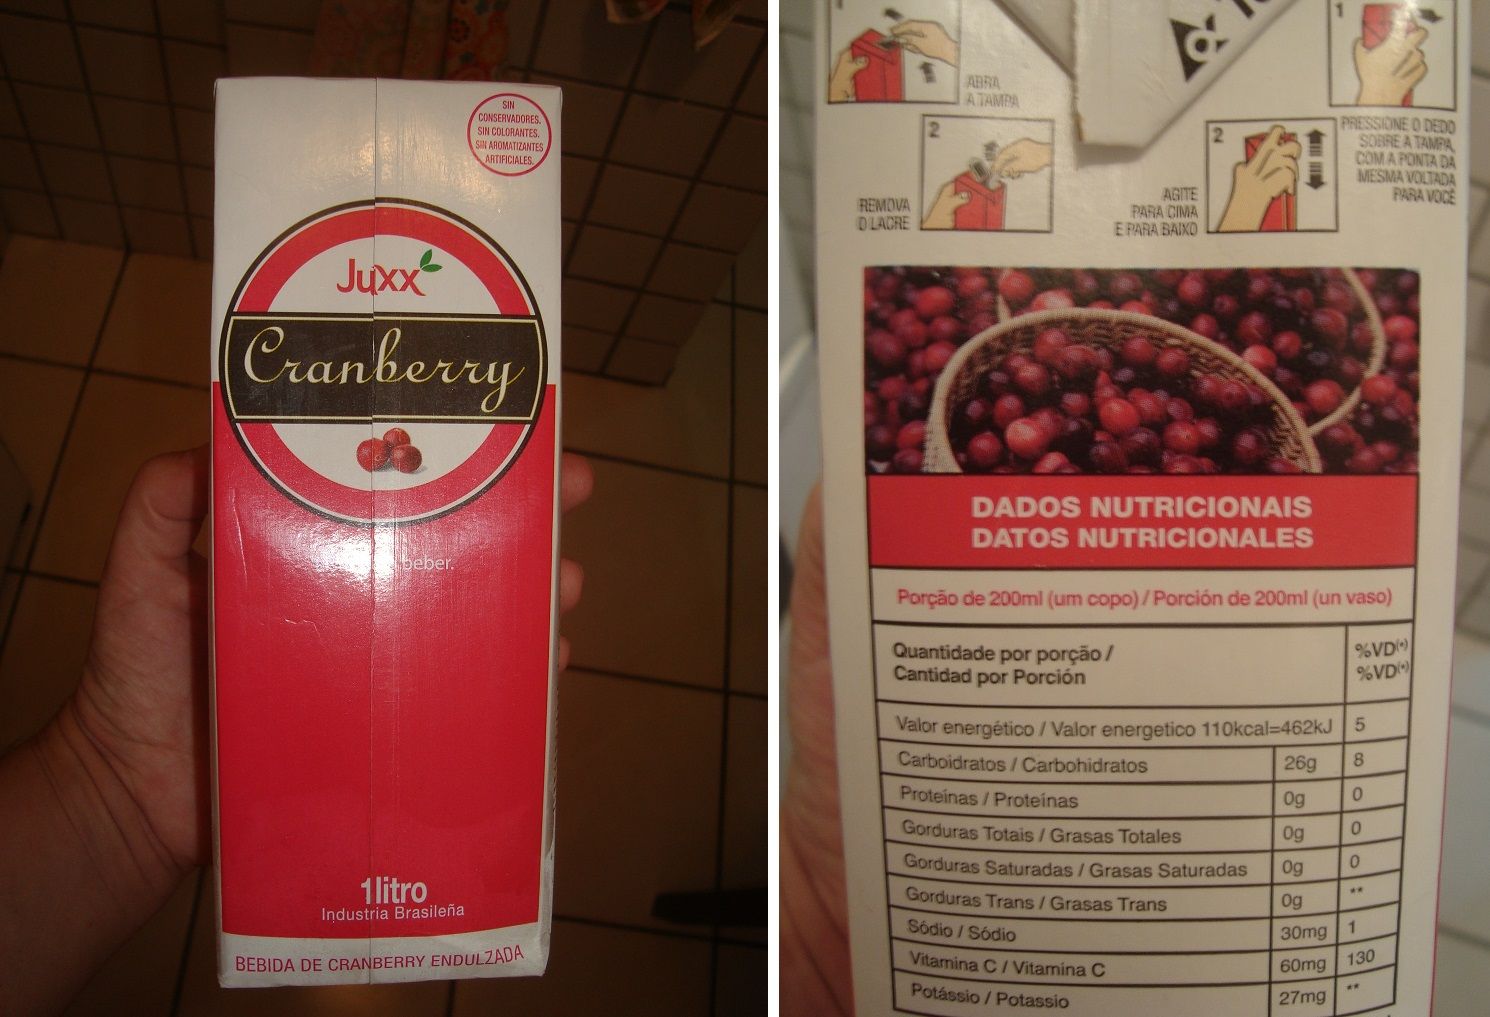 SIN
CONSERVADORES.
SIN COLORANTES.
SIN AROMATIZANTES
ARTIFICIALES.
Juxx
Cranberry
beber.
1litro
Industria Brasileña
BEBIDA DE CRANBERRY ENDULZADA
1
ABRA
A TAMPA
2
REMOVA
O LACRE
1
PRESSIONE O DEDO
SOBRE A TAMPA,
COM A PONTA DA
MESMA VOLTADA
PARA VOCÊ
2
AGITE
PARA CIMA
E PARA BAIXO
DADOS NUTRICIONAIS
DATOS NUTRICIONALES
Porção de 200ml (um copo) / Porción de 200ml (un vaso)
Quantidade por porção / %VD(*)
Cantidad por Porción %VD(*)
Valor energético / Valor energetico 110kcal=462kJ 5
Carboidratos / Carbohidratos 26g 8
Proteínas / Proteínas 0g 0
Gorduras Totais / Grasas Totales 0g 0
Gorduras Saturadas / Grasas Saturadas 0g 0
Gorduras Trans / Grasas Trans 0g **
Sódio / Sódio 30mg 1
Vitamina C / Vitamina C 60mg 130
Potássio / Potassio 27mg **